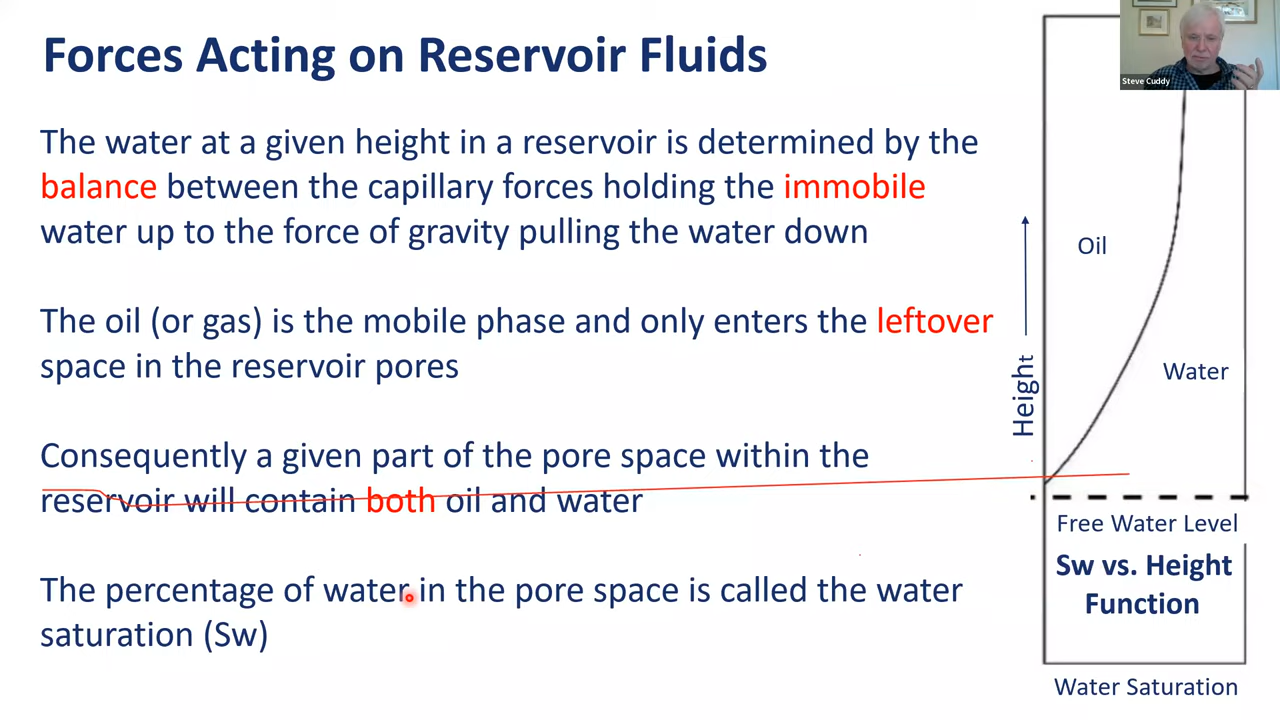 Forces Acting on Reservoir Fluids
Steve Cuddy
The water at a given height in a reservoir is determined by the
balance between the capillary forces holding the immobile
water up to the force of gravity pulling the water down
The oil (or gas) is the mobile phase and only enters the leftover
space in the reservoir pores
Consequently a given part of the pore space within the
reservoir will contain both oil and water
The percentage of water in the pore space is called the water
saturation (Sw)
Oil
Height
Water
Free Water Level
Sw vs. Height
Function
Water Saturation